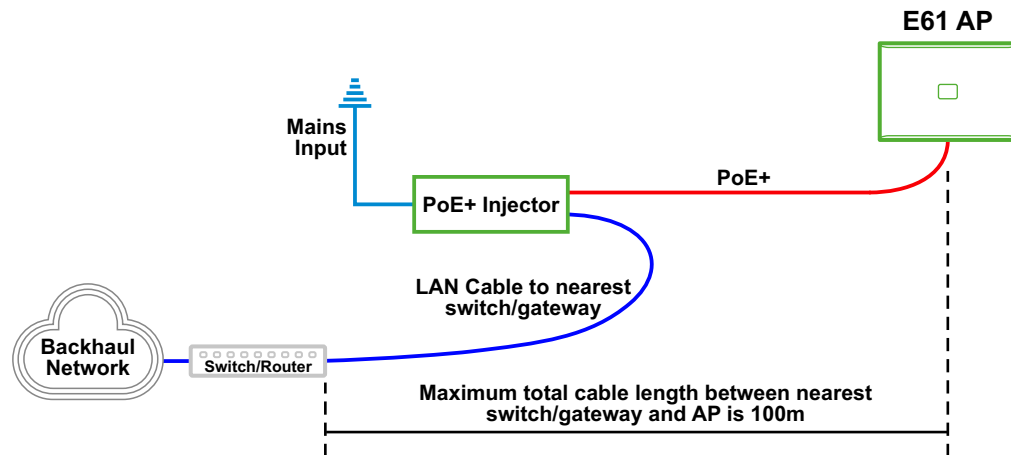 E61 AP
Mains
Input
PoE+
PoE+ Injector
LAN Cable to nearest
switch/gateway
Backhaul
Network
Switch/Router
Maximum total cable length between nearest
switch/gateway and AP is 100m